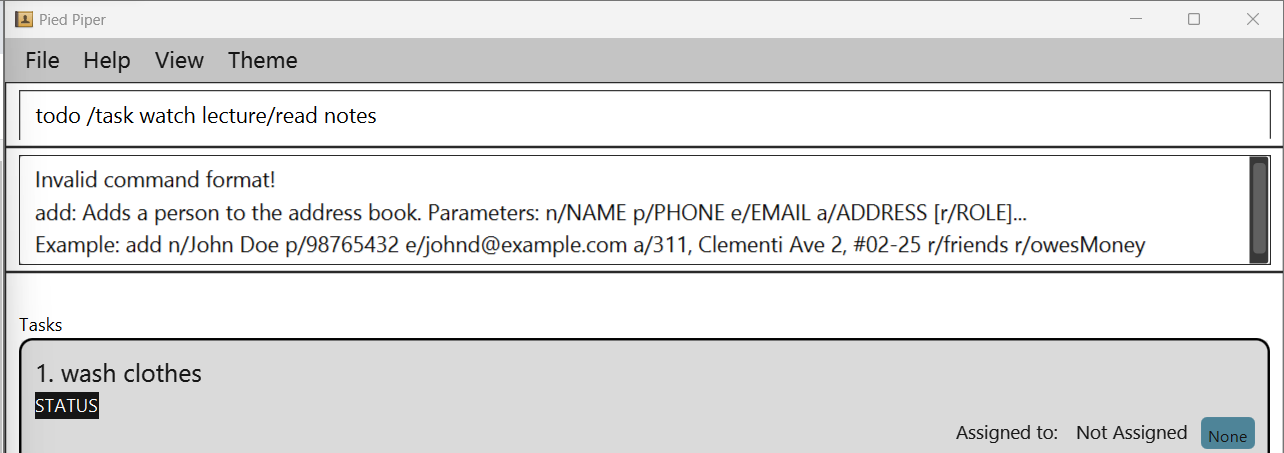 Pied Piper
File Help View Theme
todo /task watch lecture/read notes
Invalid command format!
add: Adds a person to the address book. Parameters: n/NAME p/PHONE e/EMAIL a/ADDRESS [r/ROLE]...
Example: add n/John Doe p/98765432 e/johnd@example.com a/311, Clementi Ave 2, #02-25 r/friends r/owesMoney
Tasks
1. wash clothes
STATUS
Assigned to: Not Assigned None